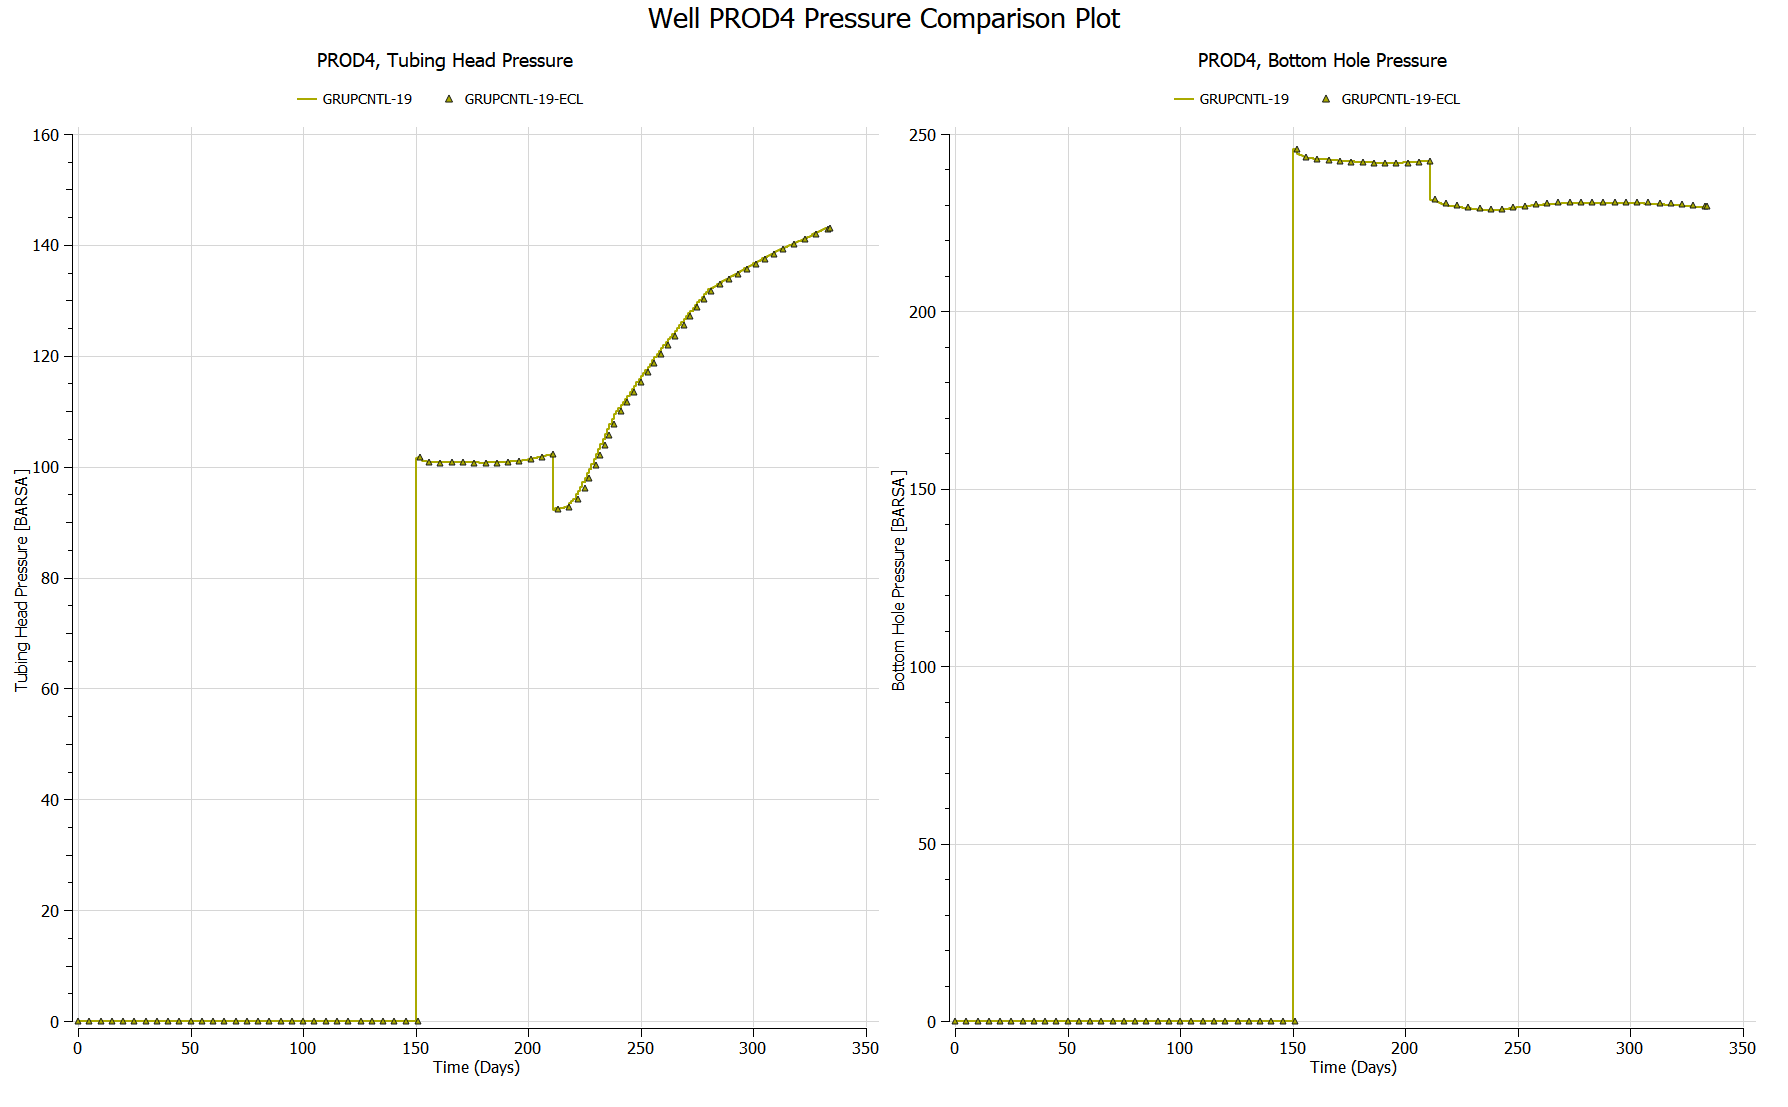 Well PROD4 Pressure Comparison Plot
PROD4, Tubing Head Pressure
GRUPCNTL-19
GRUPCNTL-19-ECL
160
140
120
100
80
60
40
20
0
Tubing Head Pressure [BARSA]
0 50 100 150 200 250 300 350
Time (Days)
PROD4, Bottom Hole Pressure
GRUPCNTL-19
GRUPCNTL-19-ECL
250
200
150
100
50
0
Bottom Hole Pressure [BARSA]
0 50 100 150 200 250 300 350
Time (Days)